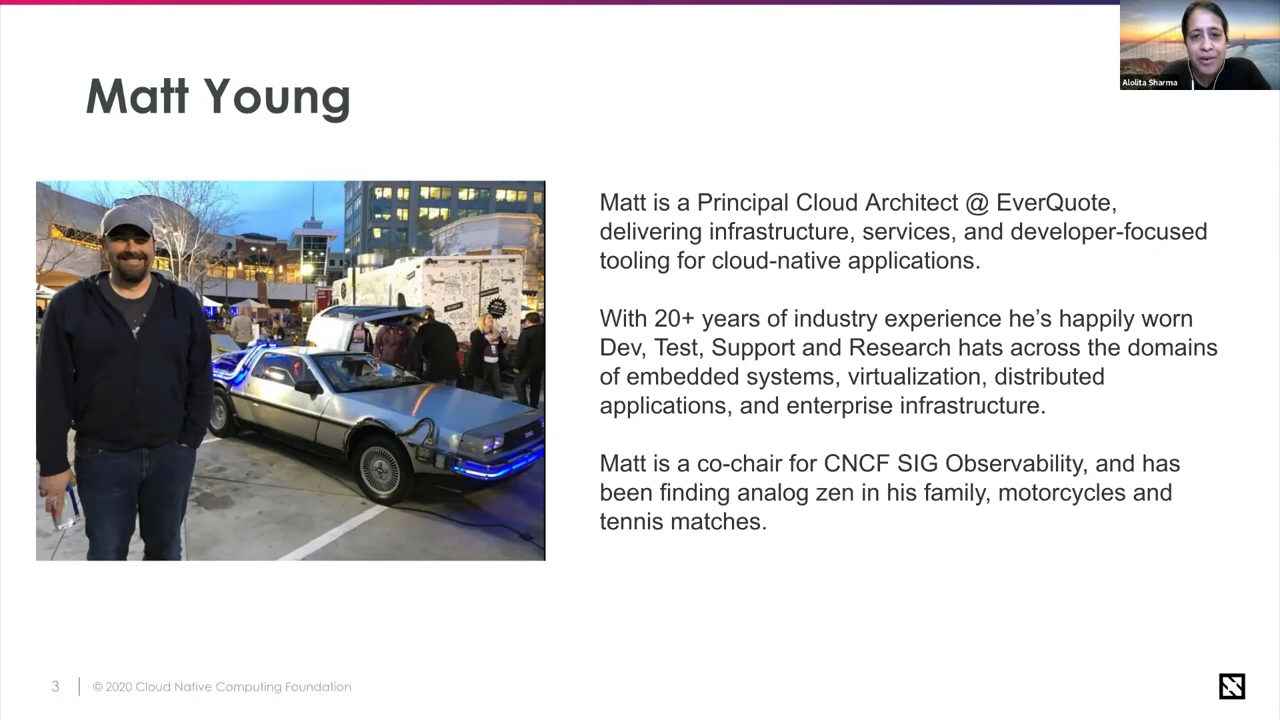 Matt Young
Alolita Sharma
Matt is a Principal Cloud Architect @ EverQuote,
delivering infrastructure, services, and developer-focused
tooling for cloud-native applications.
With 20+ years of industry experience he’s happily worn
Dev, Test, Support and Research hats across the domains
of embedded systems, virtualization, distributed
applications, and enterprise infrastructure.
Matt is a co-chair for CNCF SIG Observability, and has
been finding analog zen in his family, motorcycles and
tennis matches.
3
© 2020 Cloud Native Computing Foundation